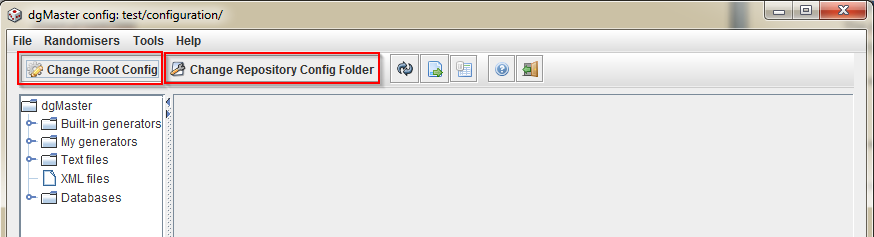 dgMaster config: test/configuration/
File Randomisers Tools Help
Change Root Config Change Repository Config Folder
dgMaster
Built-in generators
My generators
Text files
XML files
Databases